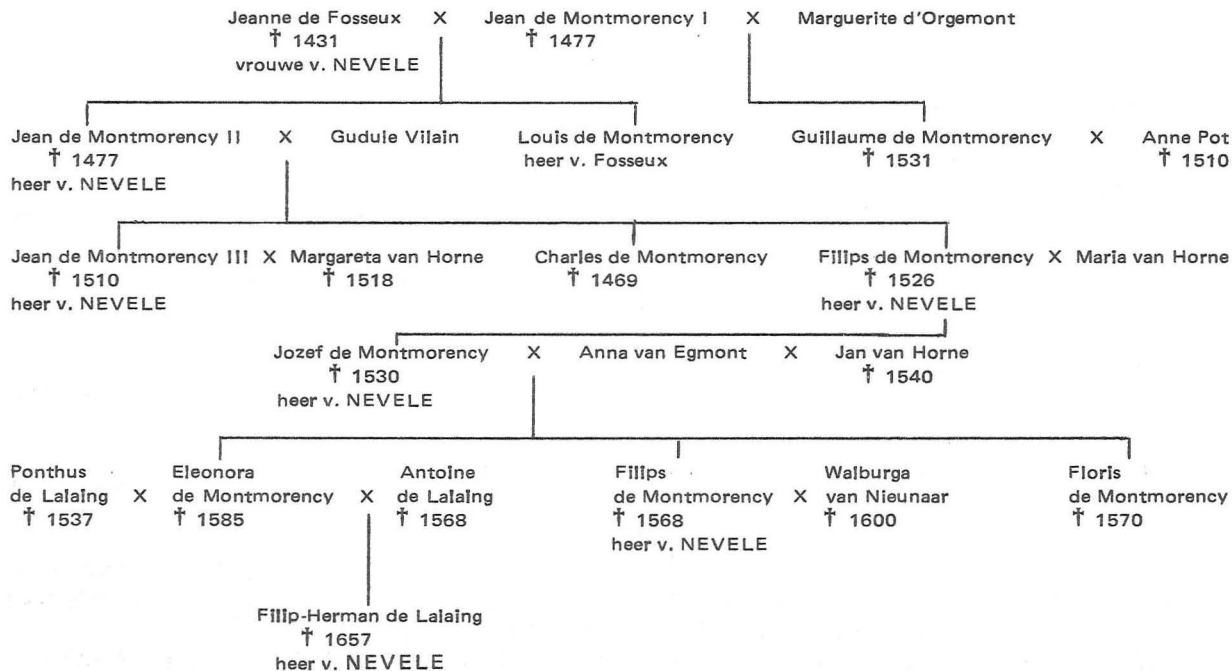 Jeanne de Fosseux X Jean de Montmorency I X Marguerite d'Orgemont
† 1431 † 1477
vrouwe v. NEVELE
Jean de Montmorency II X Gudule Vilain Louis de Montmorency Guillaume de Montmorency X Anne Pot
† 1477 heer v. Fosseux † 1531 † 1510
heer v. NEVELE
Jean de Montmorency III X Margareta van Horne Charles de Montmorency Filips de Montmorency X Maria van Horne
† 1510 † 1518 † 1469 † 1526
heer v. NEVELE heer v. NEVELE
Jozef de Montmorency X Anna van Egmont X Jan van Horne
† 1530 † 1540
heer v. NEVELE
Ponthus Eleonora Antoine Filips Walburga Floris
de Lalaing X de Montmorency X de Lalaing de Montmorency X van Nieunaar de Montmorency
† 1537 † 1585 † 1568 † 1568 † 1600 † 1570
heer v. NEVELE
Filip-Herman de Lalaing
† 1657
heer v. NEVELE